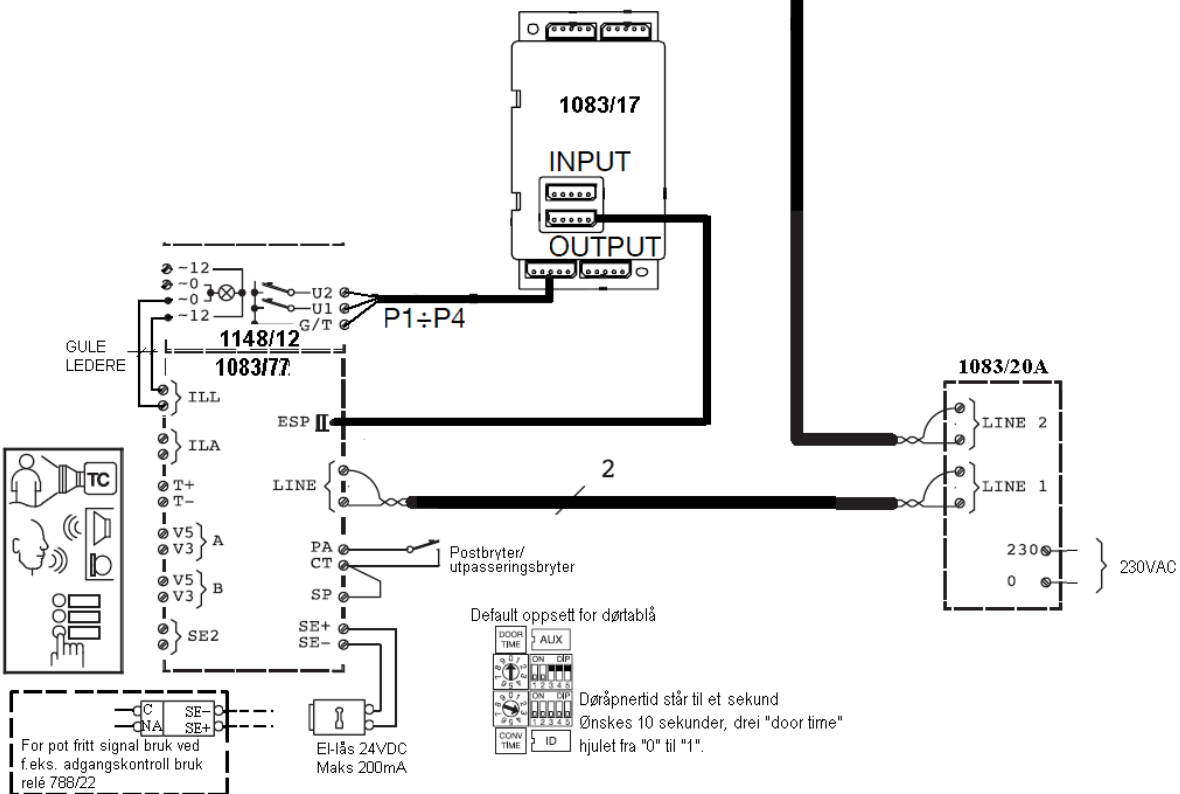 1083/17
INPUT
OUTPUT
~12
~0
~0
~12
U2
U1
G/T
P1÷P4
1148/12
GULE
LEDERE
1083/77
1083/20A
ILL
ESP
LINE 2
ILA
TC
T+
T-
LINE
2
LINE 1
V5
V3
A
PA
CT
Postbryter/
utpasseringsbryter
230
0
230VAC
V5
V3
B
SP
SE2
SE+
SE-
Default oppsett for dørtablå
DOOR
TIME
AUX
ON DIP
1 2 3 4 5
ON DIP
1 2 3 4 5
CONV
TIME
ID
Døråpnertid står til et sekund
Ønskes 10 sekunder, drei "door time"
hjulet fra "0" til "1".
C
NA
SE-
SE+
For pot fritt signal bruk ved
f.eks. adgangskontroll bruk
relé 788/22
El-lås 24VDC
Maks 200mA